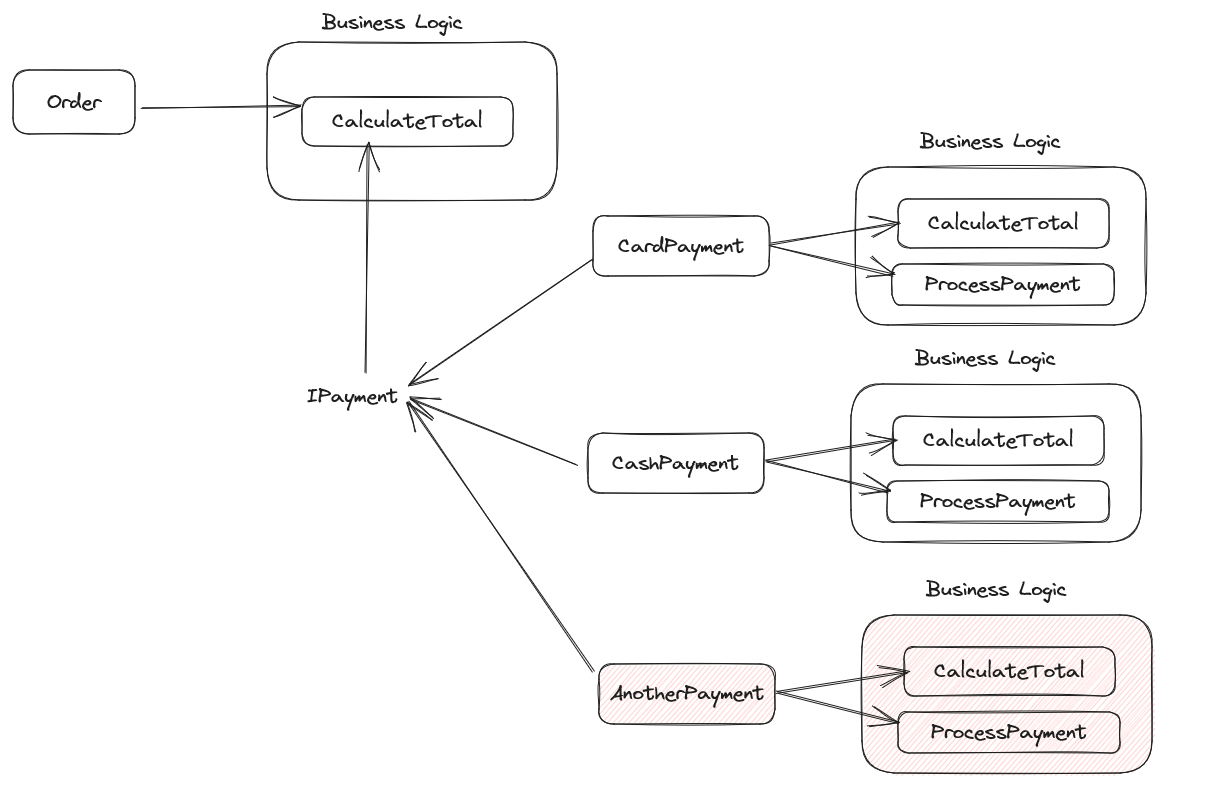 Business Logic
Order
CalculateTotal
Business Logic
CardPayment
CalculateTotal
ProcessPayment
IPayment
Business Logic
CashPayment
CalculateTotal
ProcessPayment
Business Logic
AnotherPayment
CalculateTotal
ProcessPayment